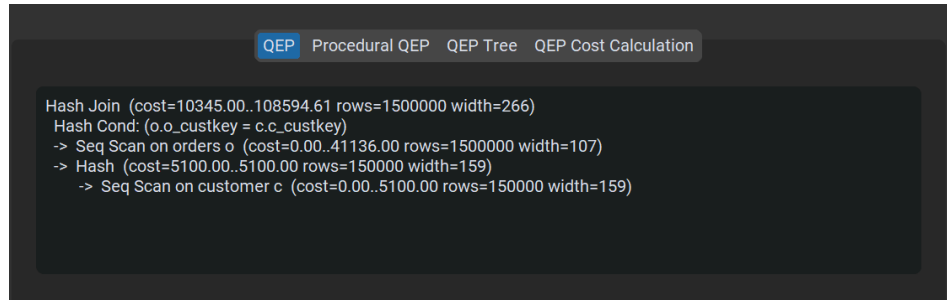 QEP Procedural QEP QEP Tree QEP Cost Calculation
Hash Join (cost=10345.00..108594.61 rows=1500000 width=266)
Hash Cond: (o.o_custkey = c.c_custkey)
-> Seq Scan on orders o (cost=0.00..41136.00 rows=1500000 width=107)
-> Hash (cost=5100.00..5100.00 rows=150000 width=159)
-> Seq Scan on customer c (cost=0.00..5100.00 rows=150000 width=159)